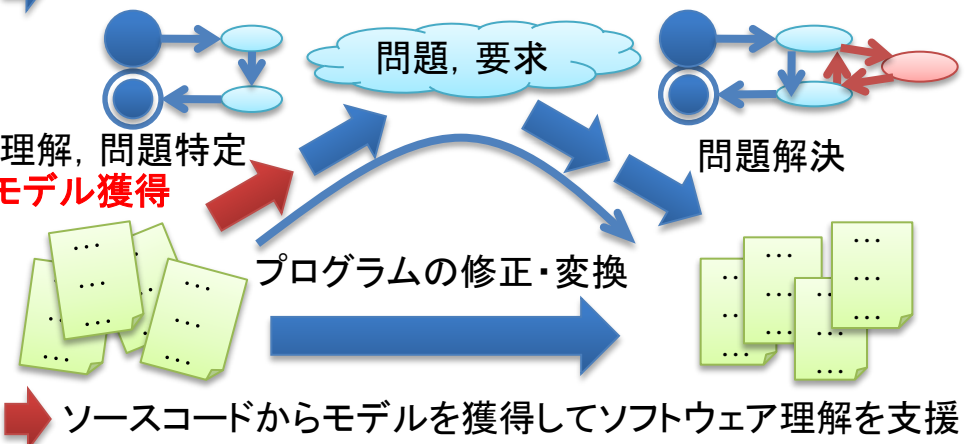 問題，要求
理解，問題特定
モデル獲得
問題解決
プログラムの修正・変換
ソースコードからモデルを獲得してソフトウェア理解を支援